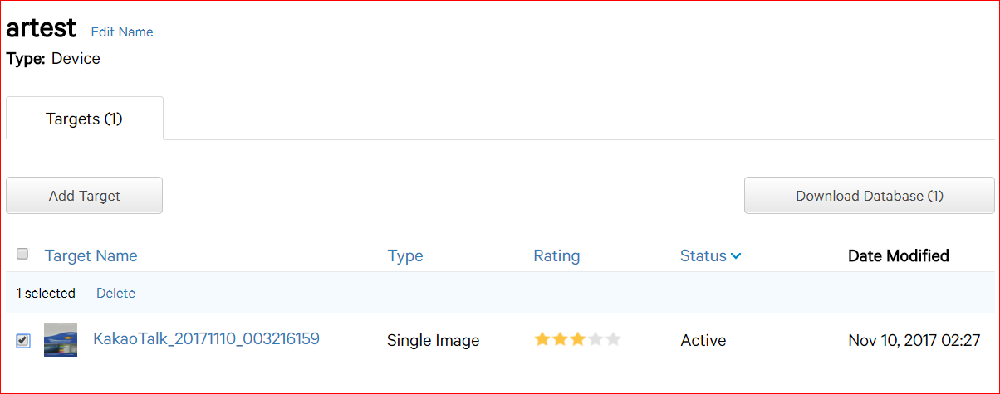 artest Edit Name
Type: Device
Targets (1)
Add Target Download Database (1)
Target Name Type Rating Status Date Modified
1 selected Delete
KakaoTalk_20171110_003216159 Single Image Active Nov 10, 2017 02:27